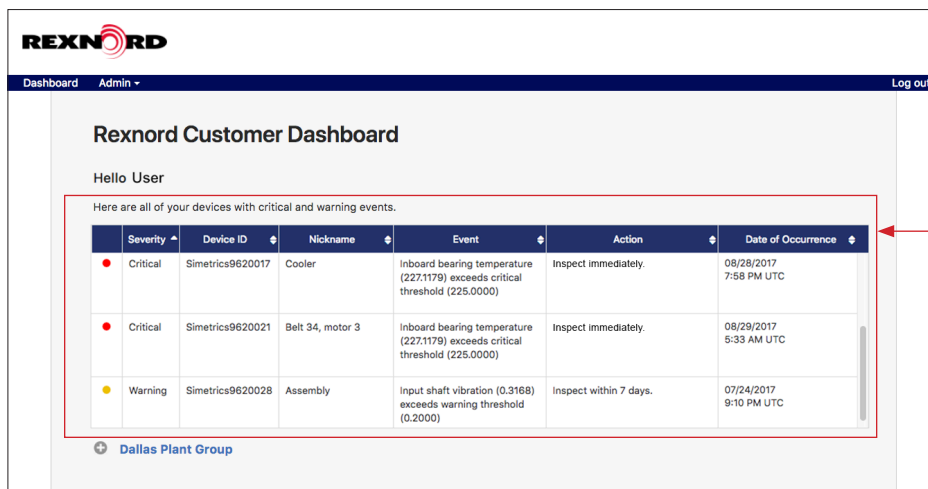 REXNORD
Dashboard Admin Log out
Rexnord Customer Dashboard
Hello User
Here are all of your devices with critical and warning events.
Severity Device ID Nickname Event Action Date of Occurrence
Critical Simetrics9620017 Cooler Inboard bearing temperature Inspect immediately. 08/28/2017
(227.1179) exceeds critical 7:58 PM UTC
threshold (225.0000)
Critical Simetrics9620021 Belt 34, motor 3 Inboard bearing temperature Inspect immediately. 08/29/2017
(227.1179) exceeds critical 5:33 AM UTC
threshold (225.0000)
Warning Simetrics9620028 Assembly Input shaft vibration (0.3168) Inspect within 7 days. 07/24/2017
exceeds warning threshold 9:10 PM UTC
(0.2000)
Dallas Plant Group